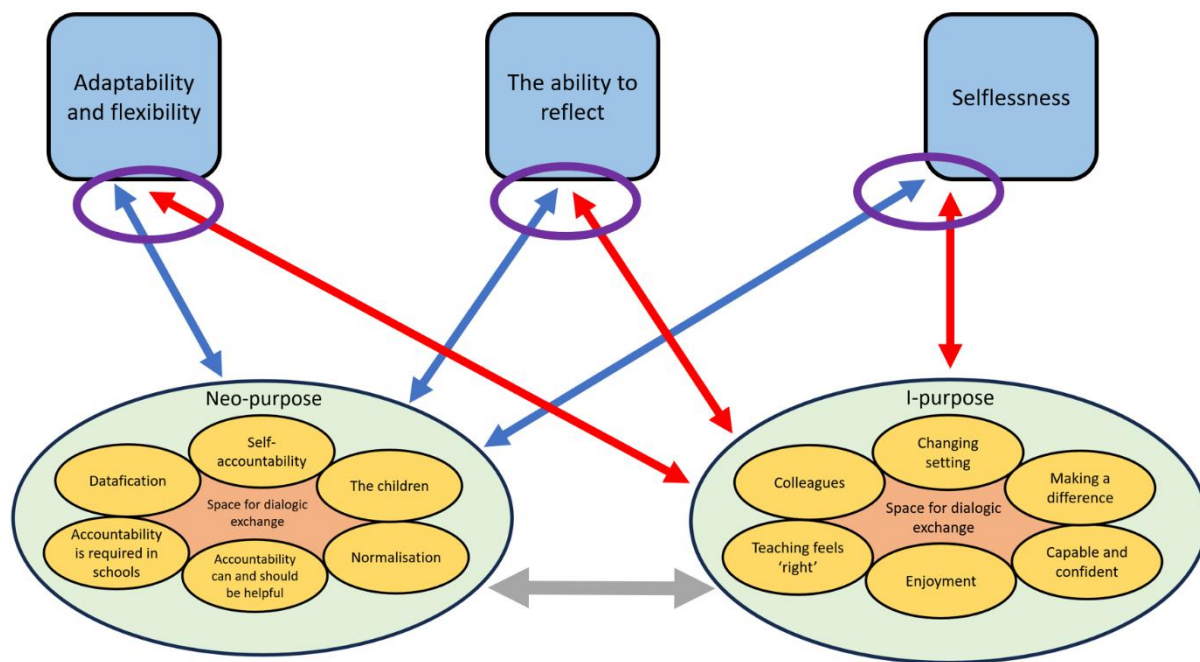 Adaptability
and flexibility
The ability to
reflect
Selflessness
Neo-purpose
Self-
accountability
Datafication
The children
Space for dialogic
exchange
Accountability
is required in
schools
Accountability
can and should
be helpful
Normalisation
I-purpose
Changing
setting
Colleagues
Making a
difference
Space for dialogic
exchange
Teaching feels
‘right’
Enjoyment
Capable and
confident